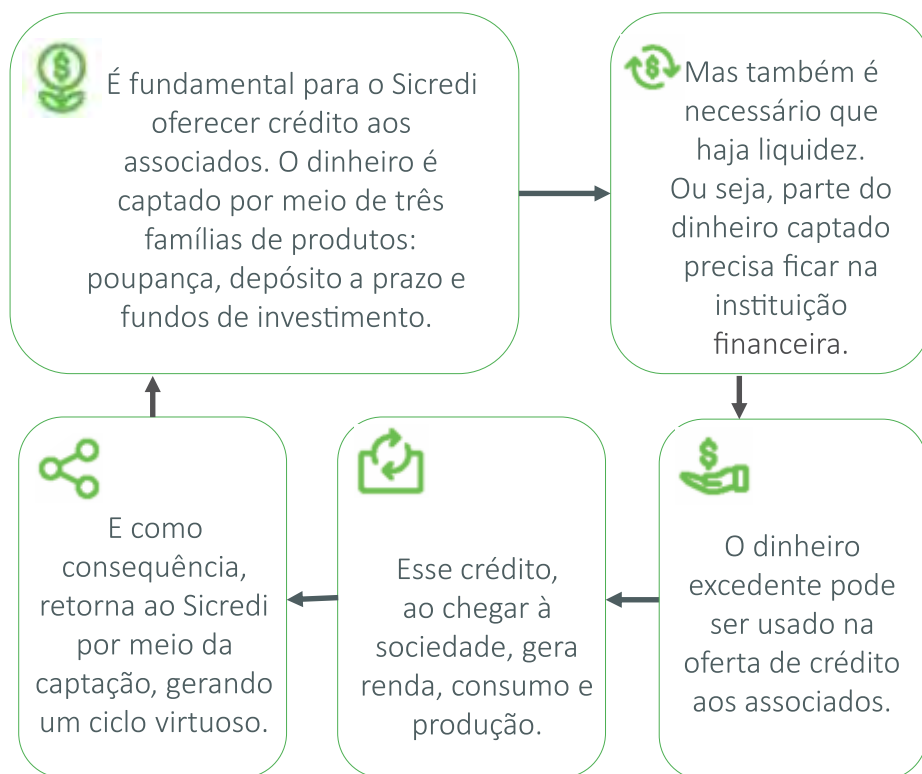 É fundamental para o Sicredi
oferecer crédito aos
associados. O dinheiro é
captado por meio de três
famílias de produtos:
poupança, depósito a prazo e
fundos de investimento.
Mas também é
necessário que
haja liquidez.
Ou seja, parte do
dinheiro captado
precisa ficar na
instituição
financeira.
O dinheiro
excedente pode
ser usado na
oferta de crédito
aos associados.
Esse crédito,
ao chegar à
sociedade, gera
renda, consumo e
produção.
E como
consequência,
retorna ao Sicredi
por meio da
captação, gerando
um ciclo virtuoso.